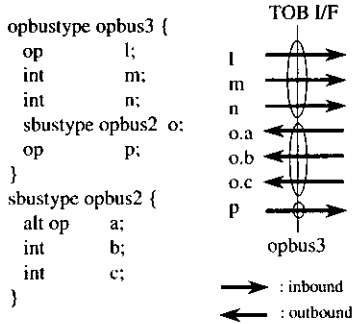 opbustype opbus3 {
op l;
int m;
int n;
sbustype opbus2 o;
op p;
}
sbustype opbus2 {
alt op a;
int b;
int c;
}
TOB I/F
l
m
n
o.a
o.b
o.c
p
opbus3
: inbound
: outbound